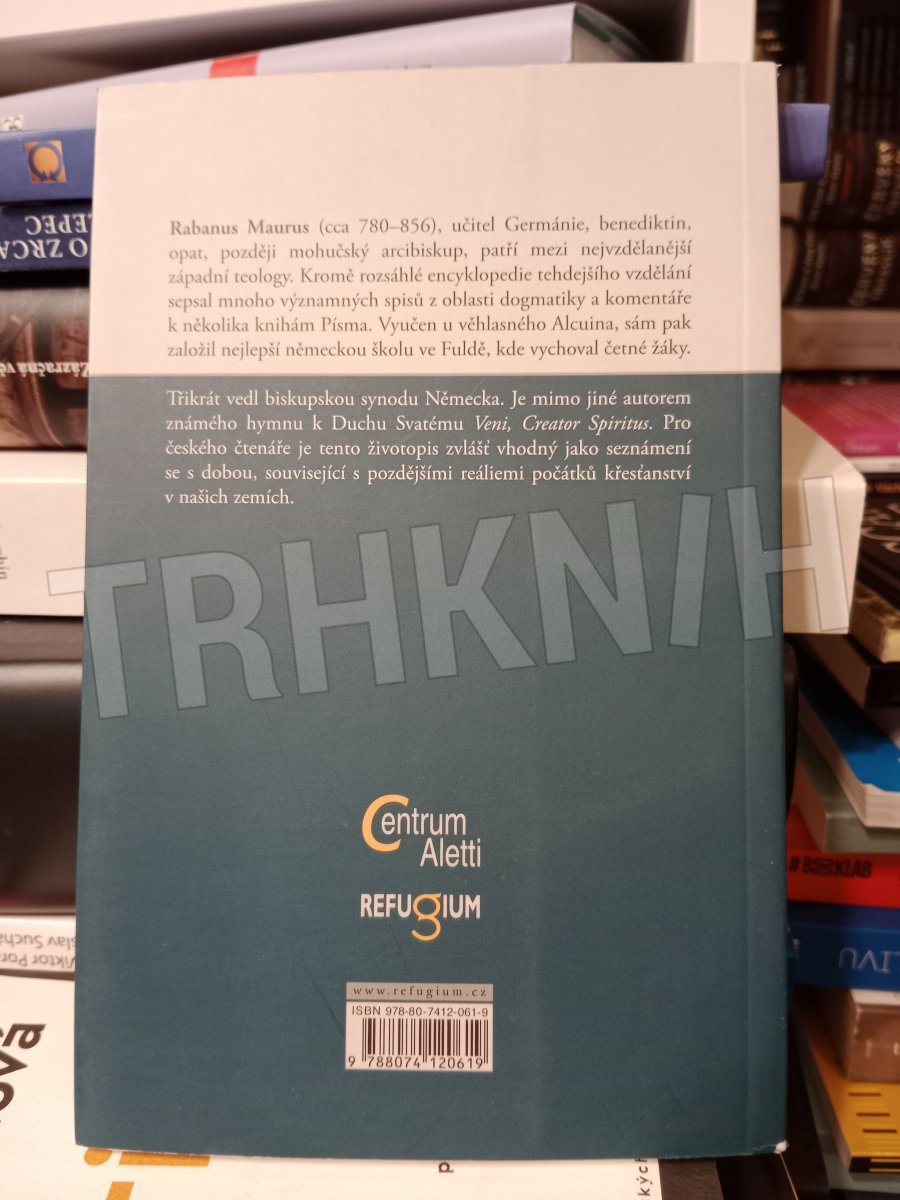 Rabanus Maurus (cca 780–856), učitel Germánie, benediktin,
opat, později mohučský arcibiskup, patří mezi nejvzdělanější
západní teology. Kromě rozsáhlé encyklopedie tehdejšího vzdělání
sepsal mnoho významných spisů z oblasti dogmatiky a komentáře
k několika knihám Písma. Vyučen u věhlasného Alcuina, sám pak
založil nejlepší německou školu ve Fuldě, kde vychoval četné žáky.
Třikrát vedl biskupskou synodu Německa. Je mimo jiné autorem
známého hymnu k Duchu Svatému Veni, Creator Spiritus. Pro
českého čtenáře je tento životopis zvlášť vhodný jako seznámení
se s dobou, související s pozdějšími reáliemi počátků křesťanství
v našich zemích.
TRHKNIH
Centrum
Aletti
REFUGIUM
www.refugium.cz
ISBN 978-80-7412-061-9
9 788074 120619
O ZRCA
ZEPEC
Zázračná
Viktor
#BOOKLAB